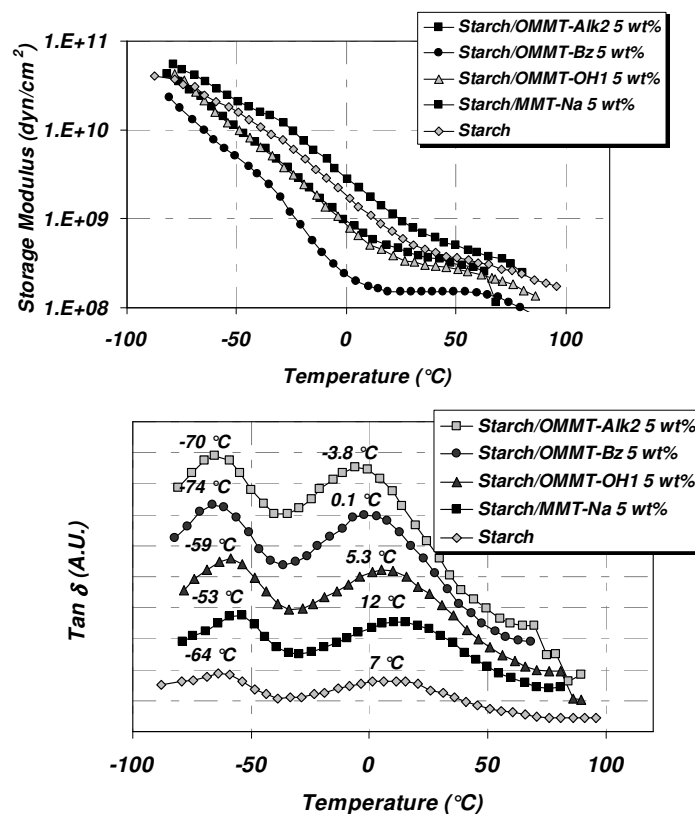 Starch/OMMT-Alk2 5 wt%
Starch/OMMT-Bz 5 wt%
Starch/OMMT-OH1 5 wt%
Starch/MMT-Na 5 wt%
Starch
1.E+11
1.E+10
1.E+09
1.E+08
Storage Modulus (dyn/cm²)
-100
-50
0
50
100
Temperature (°C)
Starch/OMMT-Alk2 5 wt%
Starch/OMMT-Bz 5 wt%
Starch/OMMT-OH1 5 wt%
Starch/MMT-Na 5 wt%
Starch
-70 °C
-3.8 °C
-74 °C
0.1 °C
-59 °C
5.3 °C
-53 °C
12 °C
-64 °C
7 °C
Tan δ (A.U.)
-100
-50
0
50
100
Temperature (°C)